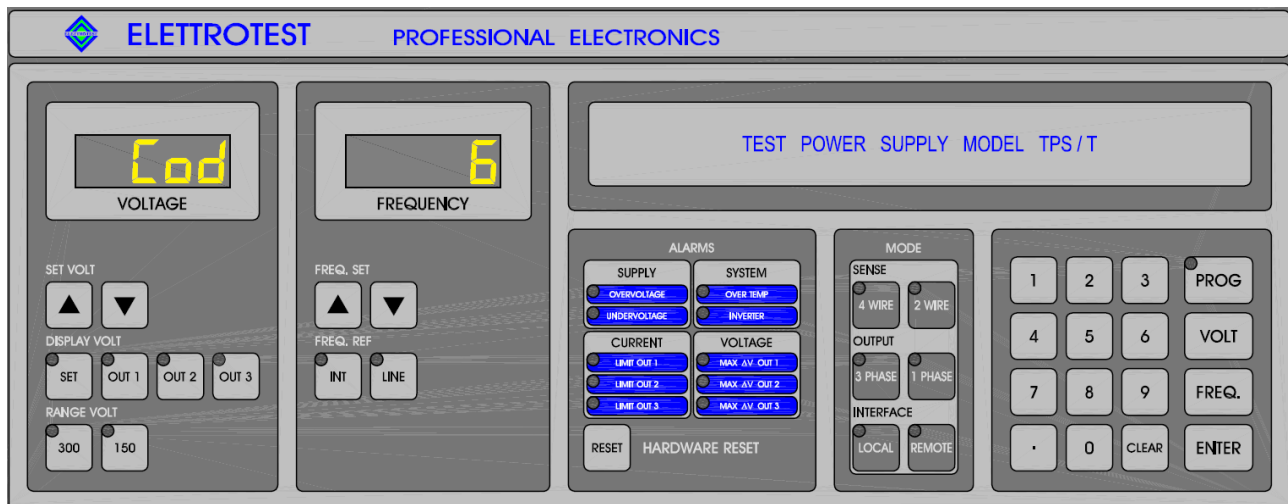 ELETTROTEST PROFESSIONAL ELECTRONICS
Cod
VOLTAGE
SET VOLT
▲ ▼
DISPLAY VOLT
SET OUT 1 OUT 2 OUT 3
RANGE VOLT
300 150
6
FREQUENCY
FREQ. SET
▲ ▼
FREQ. REF
INT LINE
TEST POWER SUPPLY MODEL TPS / T
ALARMS
SUPPLY SYSTEM
OVERVOLTAGE OVER TEMP
UNDERVOLTAGE INVERTER
CURRENT VOLTAGE
LIMIT OUT 1 MAX ΔV OUT 1
LIMIT OUT 2 MAX ΔV OUT 2
LIMIT OUT 3 MAX ΔV OUT 3
RESET HARDWARE RESET
MODE
SENSE
4 WIRE 2 WIRE
OUTPUT
3 PHASE 1 PHASE
INTERFACE
LOCAL REMOTE
1 2 3 PROG
4 5 6 VOLT
7 8 9 FREQ.
. 0 CLEAR ENTER